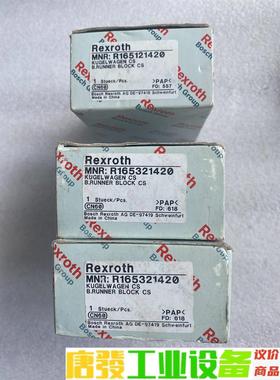 Rexroth
MNR: R165121420
KUGELWAGEN CS
B.RUNNER BLOCK CS
1 Stueck/Pcs.
>PAP<
CN60
FD: 557
Bosch Rexroth AG DE-97419 Schweinfurt
Made in China
Rexroth
MNR: R165321420
KUGELWAGEN CS
B.RUNNER BLOCK CS
1 Stueck/Pcs.
>PAP<
CN60
FD: 618
Bosch Rexroth AG DE-97419 Schweinfurt
Made in China
Rexroth
MNR: R165321420
KUGELWAGEN CS
B.RUNNER BLOCK CS
1 Stueck/Pcs.
>PAP<
CN60
FD: 618
Bosch Rexroth AG DE-97419 Schweinfurt
Made in China
唐發工业设备
议价
商品